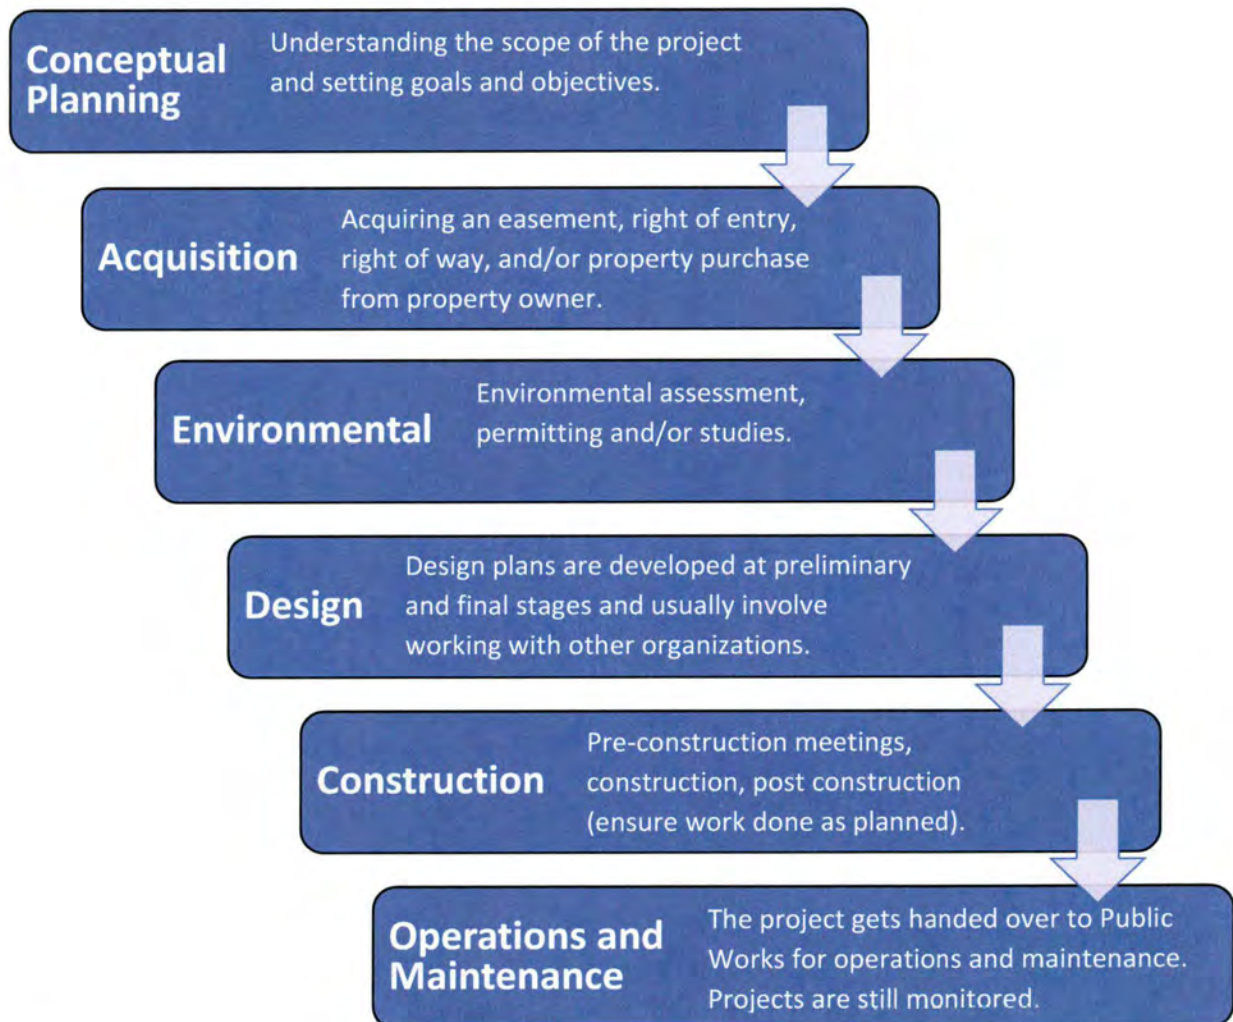 Conceptual
Planning
Understanding the scope of the project
and setting goals and objectives.
Acquisition
Acquiring an easement, right of entry,
right of way, and/or property purchase
from property owner.
Environmental
Environmental assessment,
permitting and/or studies.
Design
Design plans are developed at preliminary
and final stages and usually involve
working with other organizations.
Construction
Pre-construction meetings,
construction, post construction
(ensure work done as planned).
Operations and
Maintenance
The project gets handed over to Public
Works for operations and maintenance.
Projects are still monitored.